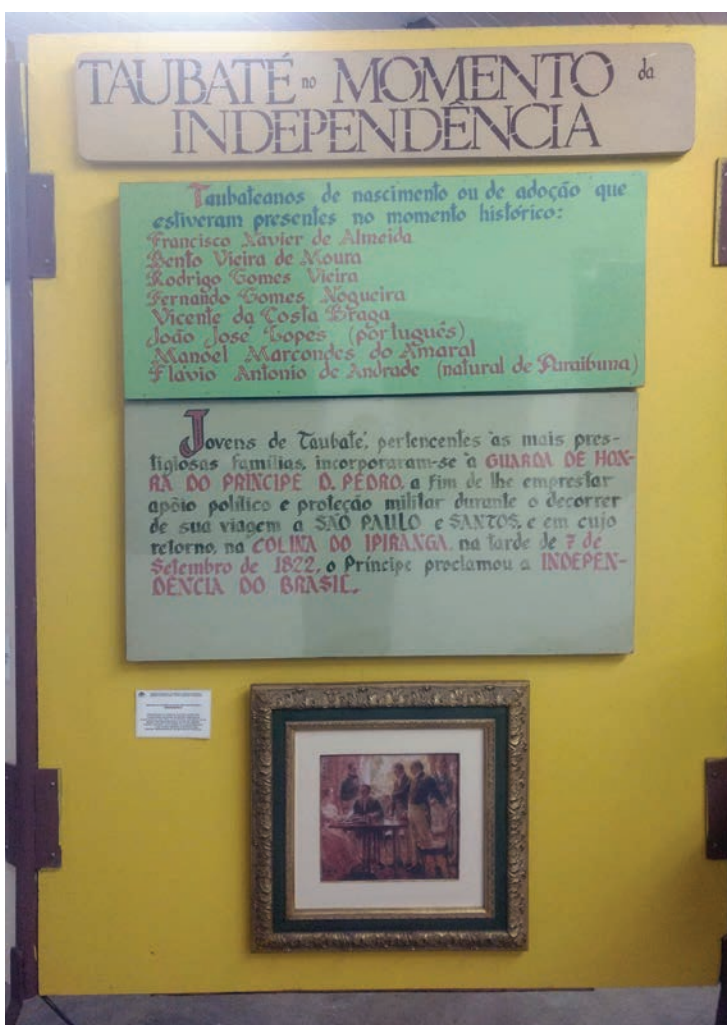 TAUBATÉ no MOMENTO da
INDEPENDÊNCIA
Taubateanos de nascimento ou de adoção que
estiveram presentes no momento histórico:
Francisco Xavier de Almeida
Bento Vieira de Moura
Rodrigo Gomes Vieira
Fernando Gomes Nogueira
Vicente da Costa Braga
João José Lopes (português)
Manoel Marcondes do Amaral
Flávio Antonio de Andrade (natural de Paraibuna)
Jovens de Taubaté, pertencentes às mais pres-
tigiosas famílias, incorporaram-se à GUARDA DE HON-
RA DO PRÍNCIPE D. PEDRO, a fim de lhe emprestar
apôio político e proteção militar durante o decorrer
de sua viagem a SÃO PAULO e SANTOS, e em cujo
retorno, na COLINA DO IPIRANGA, na tarde de 7 de
Setembro de 1822, o Príncipe proclamou a INDEPEN-
DÊNCIA DO BRASIL.